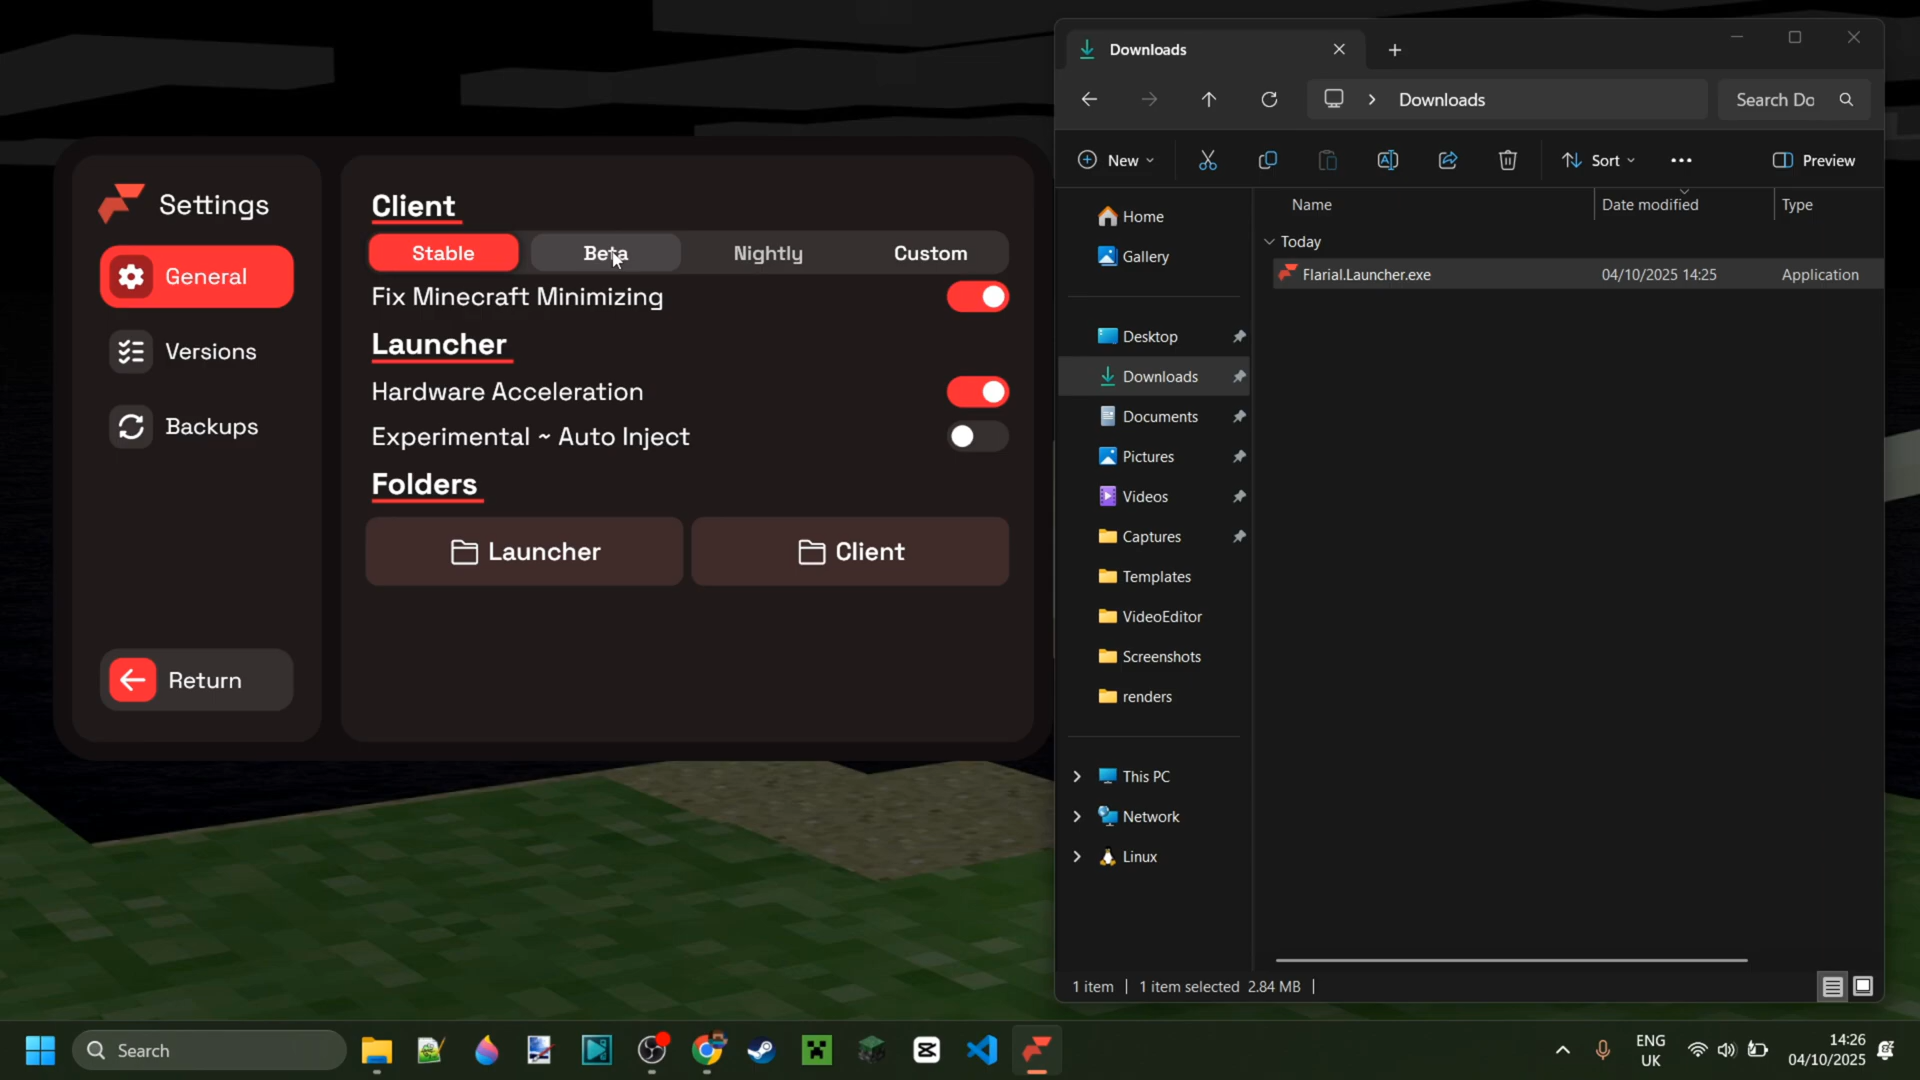 Settings
General
Versions
Backups
Return
Client
Stable
Beta
Nightly
Custom
Fix Minecraft Minimizing
Launcher
Hardware Acceleration
Experimental ~ Auto Inject
Folders
Launcher
Client
Downloads
Downloads
Search Do
New
Sort
Preview
Name
Date modified
Type
Home
Gallery
Desktop
Downloads
Documents
Pictures
Videos
Captures
Templates
VideoEditor
Screenshots
renders
This PC
Network
Linux
Today
Flarial.Launcher.exe
04/10/2025 14:25
Application
1 item
1 item selected 2.84 MB
Search
ENG
UK
14:26
04/10/2025